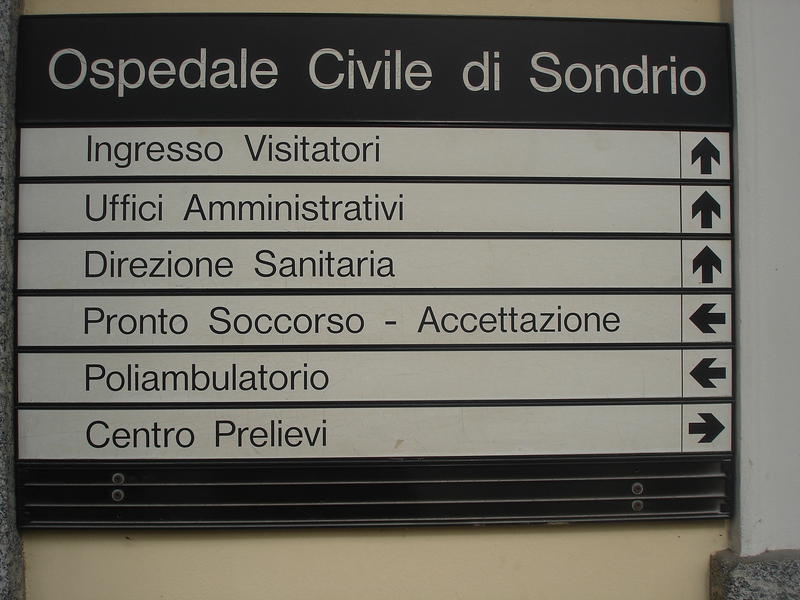 Ospedale Civile di Sondrio
Ingresso Visitatori
Uffici Amministrativi
Direzione Sanitaria
Pronto Soccorso - Accettazione
Poliambulatorio
Centro Prelievi